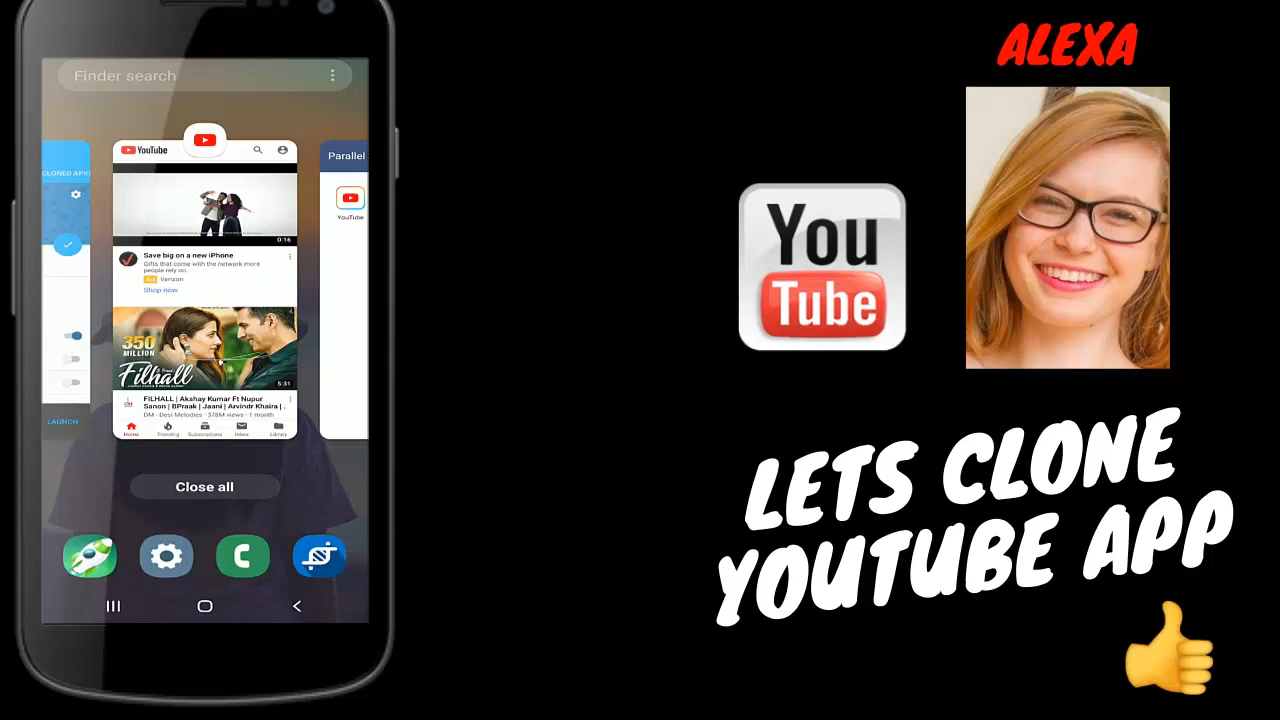 Finder search
CLONED APK
YouTube
Parallel
YouTube
0:16
Save big on a new iPhone
Gifts that come with the network more
people rely on.
Ad Verizon
Shop now
350
MILLION
Filhall
5:31
FILHALL | Akshay Kumar Ft Nupur
Sanon | BPraak | Jaani | Arvindr Khaira | .
DM - Desi Melodies · 378M views · 1 month
Home Trending Subscriptions Inbox Library
LAUNCH
Close all
ALEXA
You
Tube
LETS CLONE
YOUTUBE APP